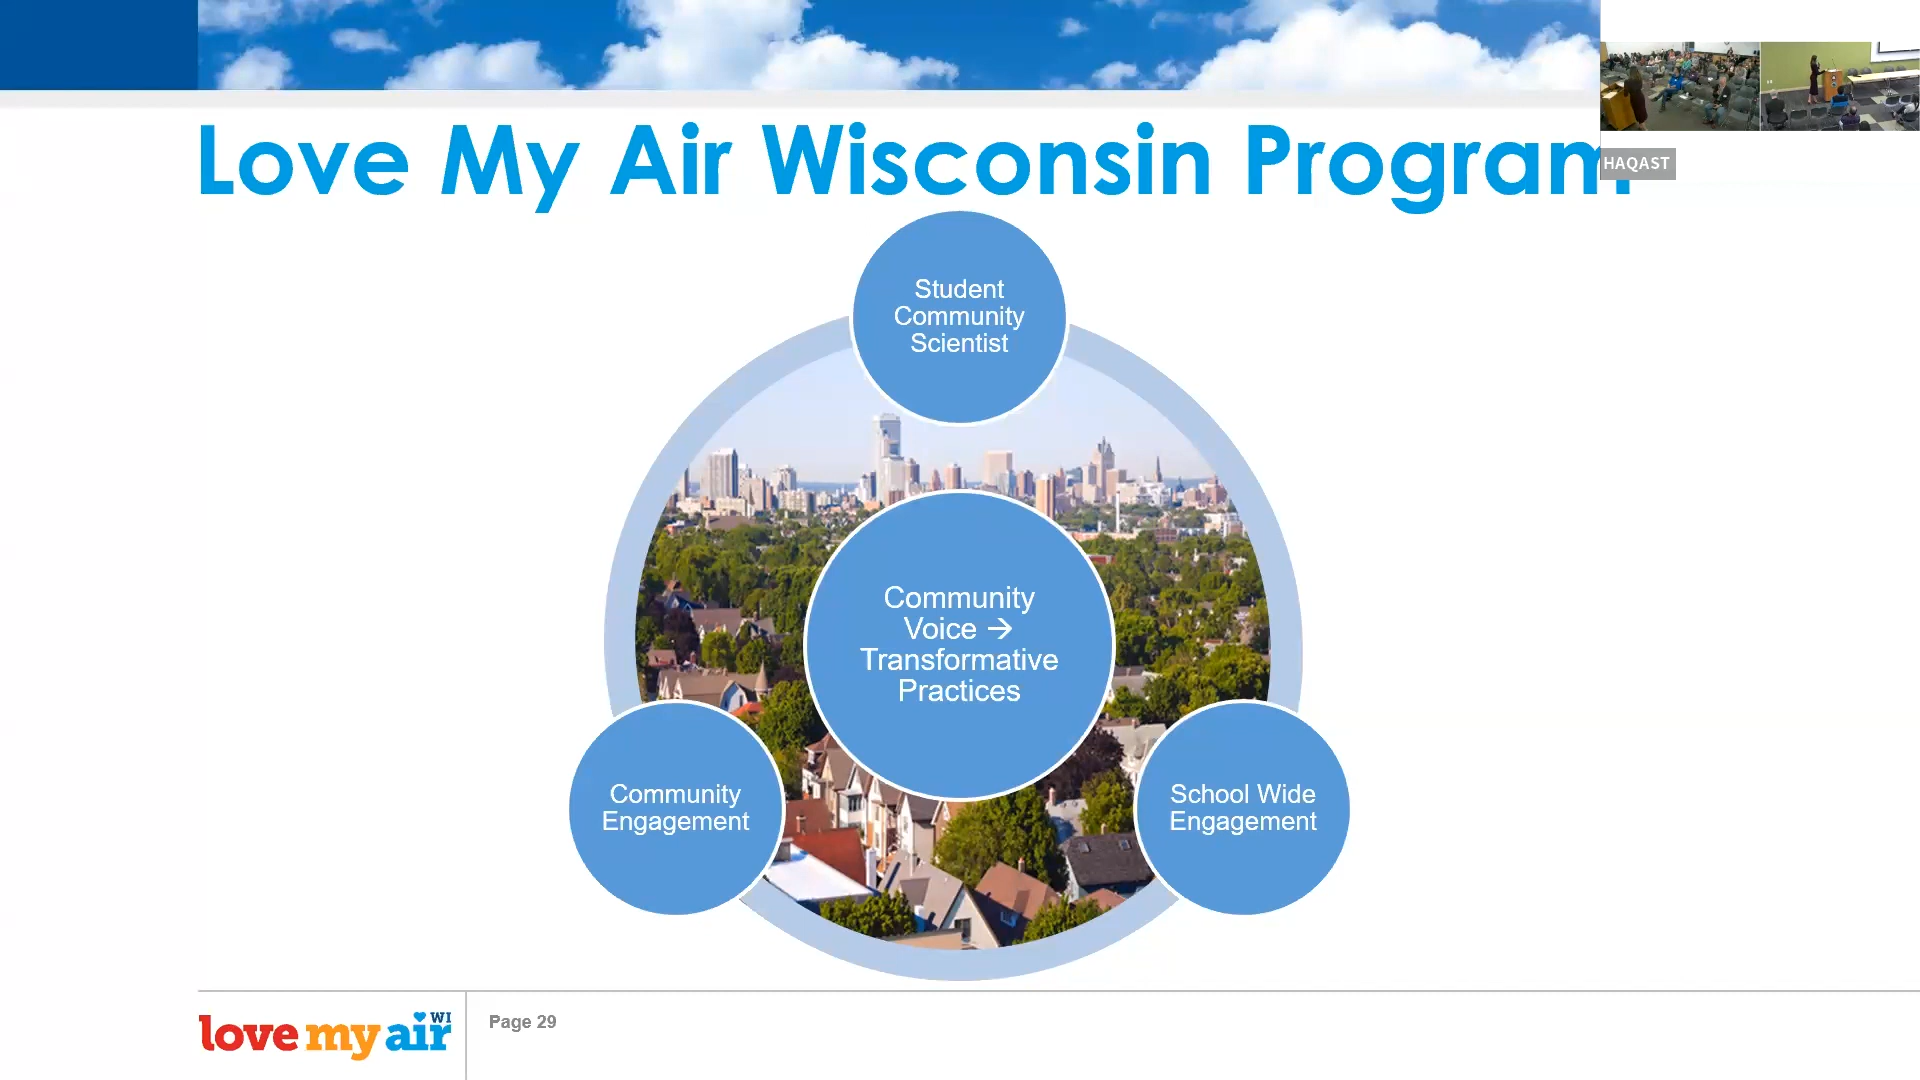 Love My Air Wisconsin Program
HAQAST
Student
Community
Scientist
Community
Voice →
Transformative
Practices
Community
Engagement
School Wide
Engagement
love my air WI
Page 29